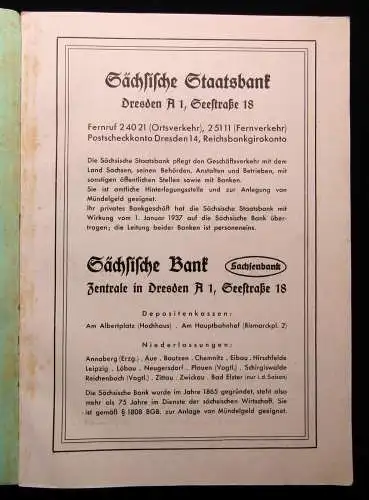 Sächsische Staatsbank
Dresden A 1, Seestraße 18
Fernruf 24021 (Ortsverkehr), 25111 (Fernverkehr)
Postscheckkonto Dresden 14, Reichsbankgirokonto
Die Sächsische Staatsbank pflegt den Geschäftsverkehr mit dem
Land Sachsen, seinen Behörden, Anstalten und Betrieben, mit
sonstigen öffentlichen Stellen sowie mit Banken.
Sie ist amtliche Hinterlegungsstelle und zur Anlegung von
Mündelgeld geeignet.
Ihr privates Bankgeschäft hat die Sächsische Staatsbank mit
Wirkung vom 1. Januar 1937 auf die Sächsische Bank über-
tragen; die Leitung beider Banken ist personeneins.
Sächsische Bank
Sachsenbank
Zentrale in Dresden A 1, Seestraße 18
Depositenkassen:
Am Albertplatz (Hochhaus) . Am Hauptbahnhof (Bismarckpl. 2)
Niederlassungen:
Annaberg (Erzg.) . Aue . Bautzen . Chemnitz . Eibau . Hirschfelde
Leipzig . Löbau . Neugersdorf . Plauen (Vogtl.) . Schirgiswalde
Reichenbach (Vogtl.) . Zittau . Zwickau . Bad Elster (nur i. d. Saison)
Die Sächsische Bank wurde im Jahre 1865 gegründet, steht also
mehr als 75 Jahre im Dienste der sächsischen Wirtschaft. Sie
ist gemäß § 1808 BGB. zur Anlage von Mündelgeld geeignet.